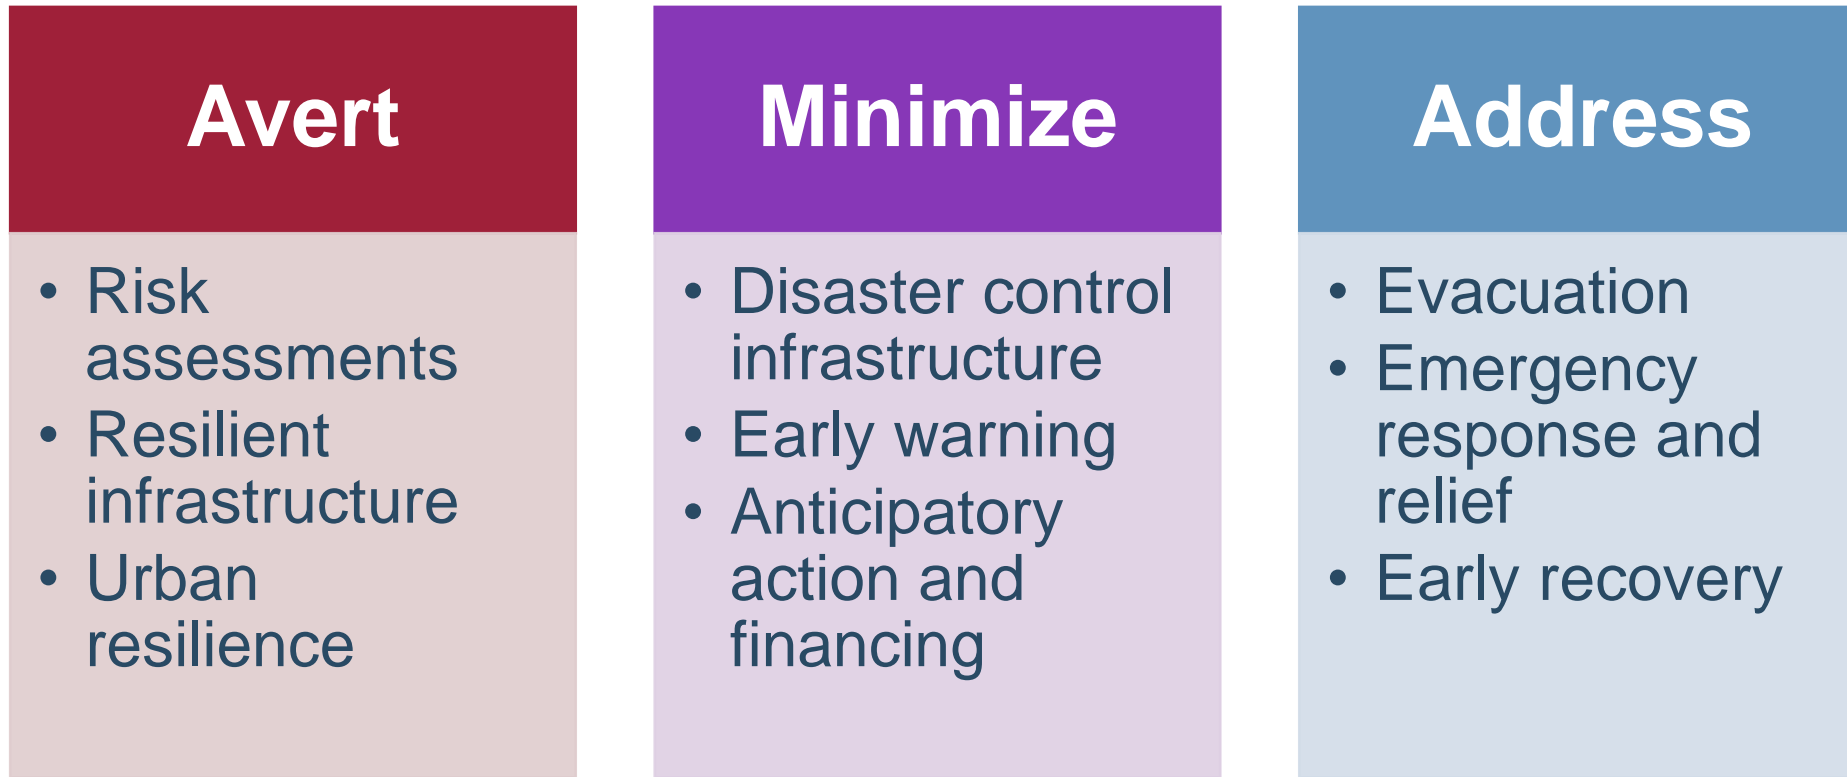 Avert
• Risk
assessments
• Resilient
infrastructure
• Urban
resilience
Minimize
• Disaster control
infrastructure
• Early warning
• Anticipatory
action and
financing
Address
• Evacuation
• Emergency
response and
relief
• Early recovery